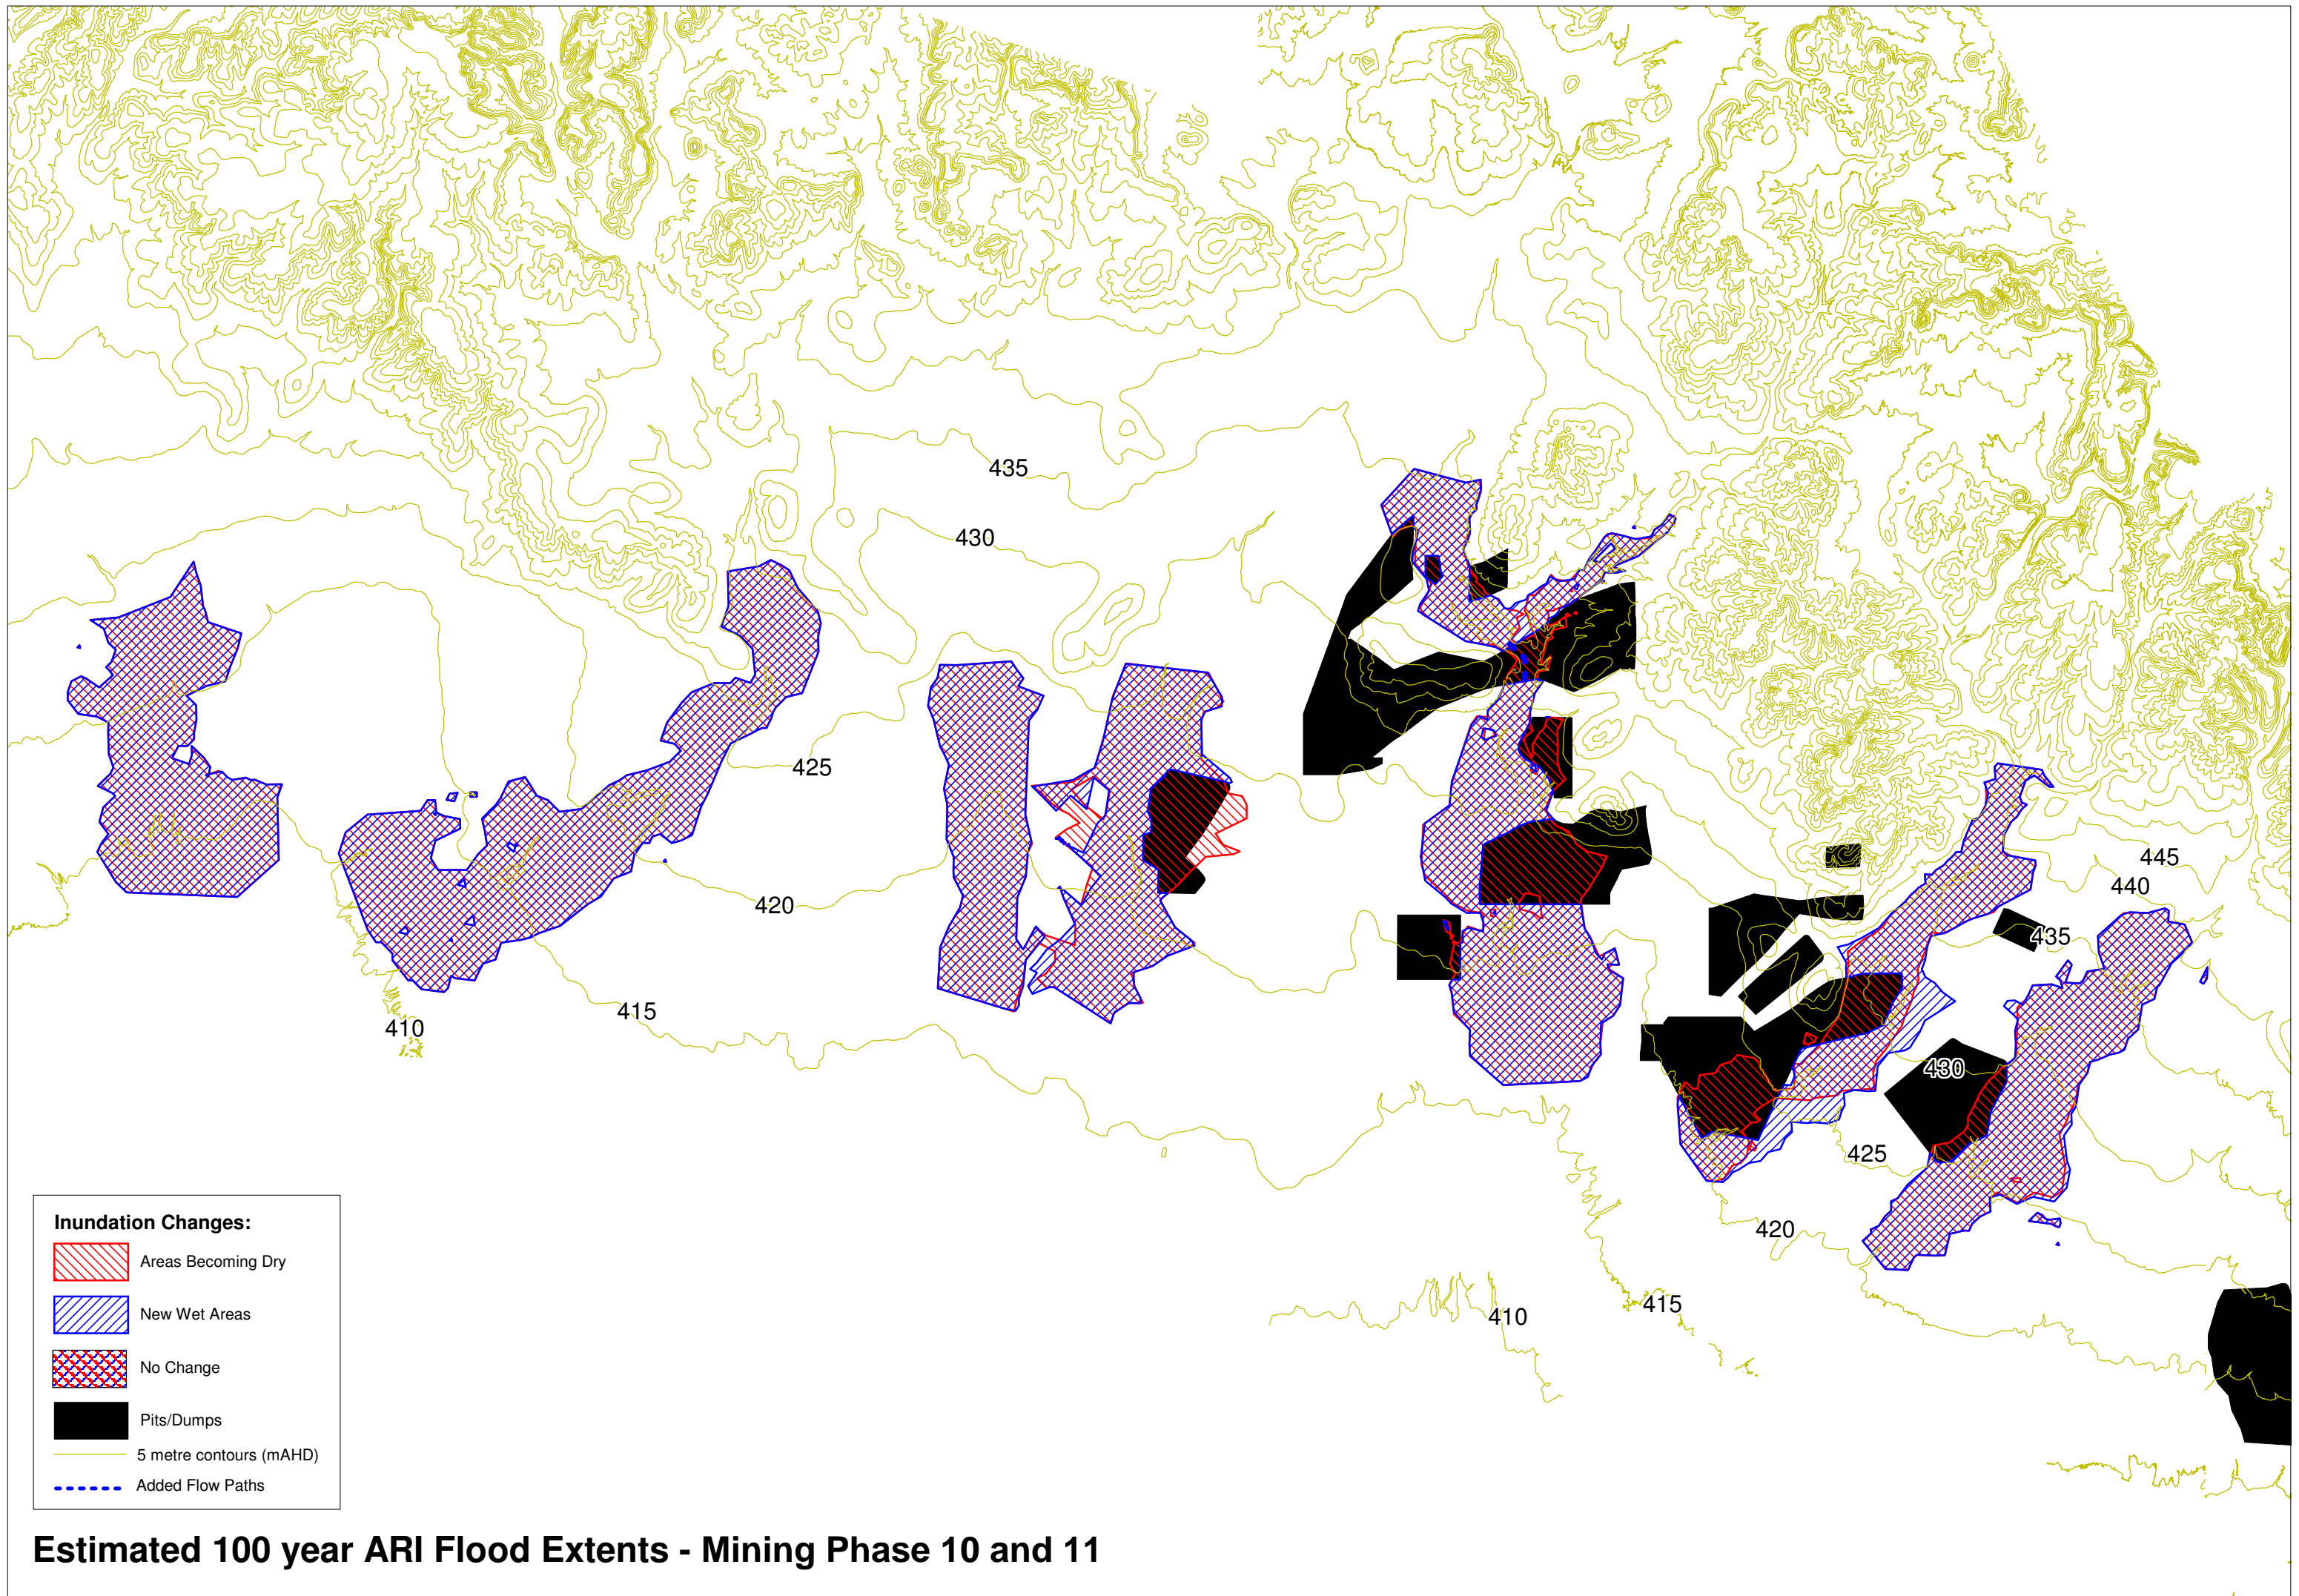 435
430
425
420
415
410
445
440
435
430
425
420
415
410
Inundation Changes:
Areas Becoming Dry
New Wet Areas
No Change
Pits/Dumps
5 metre contours (mAHD)
Added Flow Paths
Estimated 100 year ARI Flood Extents - Mining Phase 10 and 11